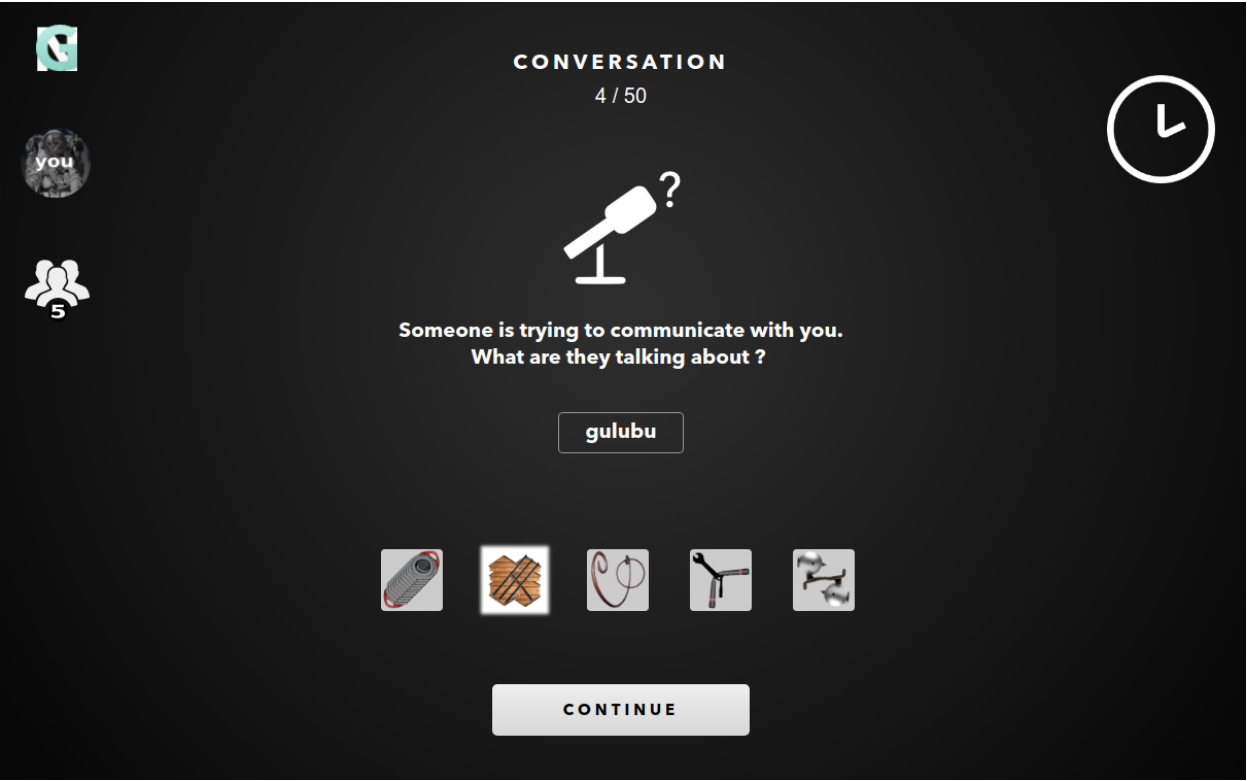 G
CONVERSATION
4 / 50
you
?
5
Someone is trying to communicate with you.
What are they talking about ?
gulubu
CONTINUE